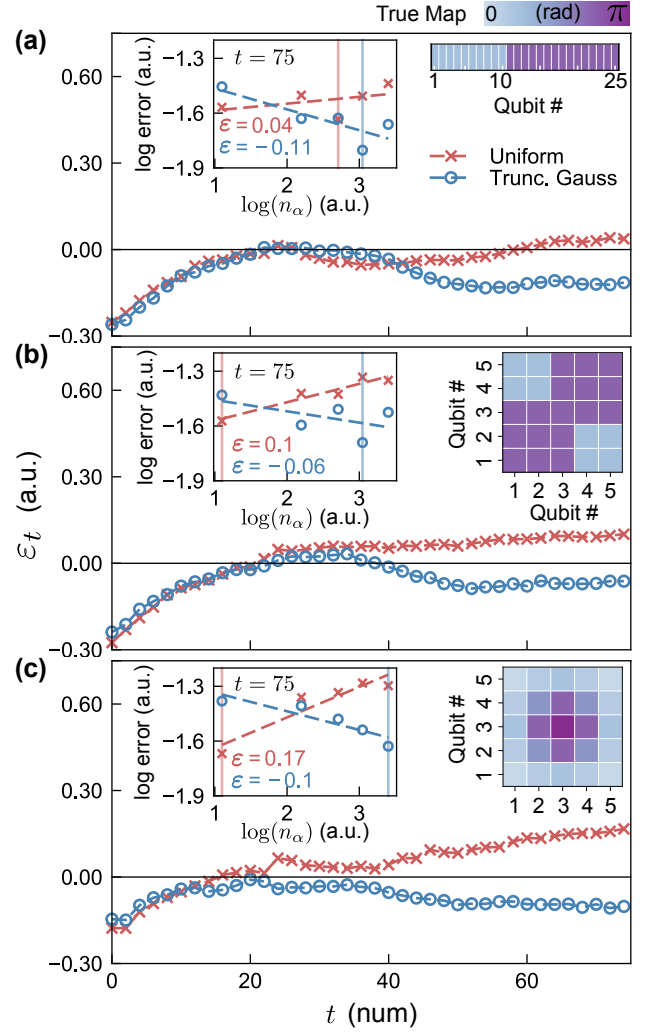 True Map 0 (rad) π
(a)
0.60
0.30
0.00
−0.30
log error (a.u.)
−1.3
−1.6
−1.9
t = 75
ε = 0.04
ε = −0.11
1 2 3
log(nα) (a.u.)
1 10 15 25
Qubit #
Uniform
Trunc. Gauss
(b)
0.60
0.30
0.00
−0.30
εt (a.u.)
log error (a.u.)
−1.3
−1.6
−1.9
t = 75
ε = 0.1
ε = −0.06
1 2 3
log(nα) (a.u.)
Qubit #
5
4
3
2
1
1 2 3 4 5
Qubit #
(c)
0.60
0.30
0.00
−0.30
log error (a.u.)
−1.3
−1.6
−1.9
t = 75
ε = 0.17
ε = −0.1
1 2 3
log(nα) (a.u.)
Qubit #
5
4
3
2
1
1 2 3 4 5
Qubit #
0 20 40 60
t (num)